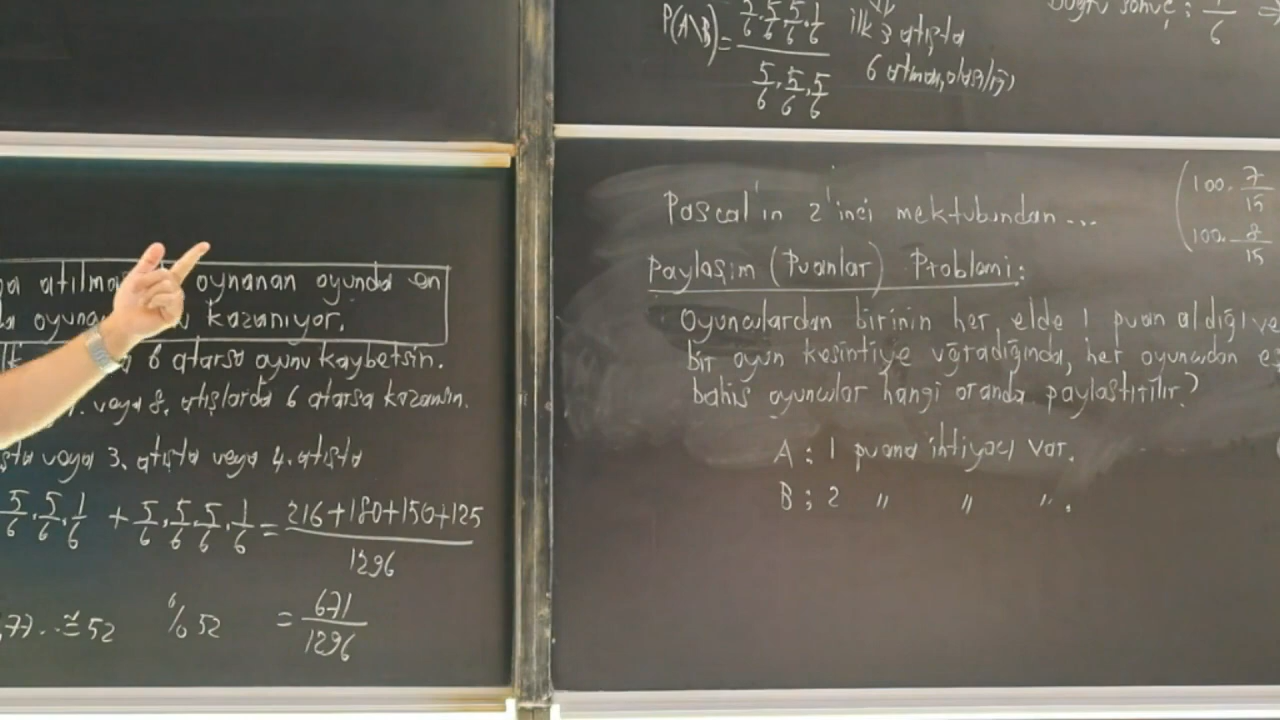 ilk 3 atışta
P(A\B)= 5/6.5/6.5/6.1/6 / 5/6.5/6.5/6
: 1/6 ⇒
atılma oynanan oyunda en
kazanıyor.
6 atarsa oyunu kaybetsin.
veya 8. atışlarda 6 atarsa kazansın.
veya 3. atışta veya 4. atışta
5/6.5/6.1/6 + 5/6.5/6.5/6.1/6 = 216+180+150+125 / 1296
,77..≅52 % 52 = 671/1296
Pascal'ın 2'inci mektubundan...
(100. 7/15
100. 8/15
Paylaşım (Puanlar) Problemi:
Oyunculardan birinin her elde 1 puan aldığı ve
bir oyun kesintiye uğradığında, her oyuncudan
bahis oyuncular hangi oranda paylaştırılır?
A : 1 puana ihtiyacı var.
B : 2 " " ".